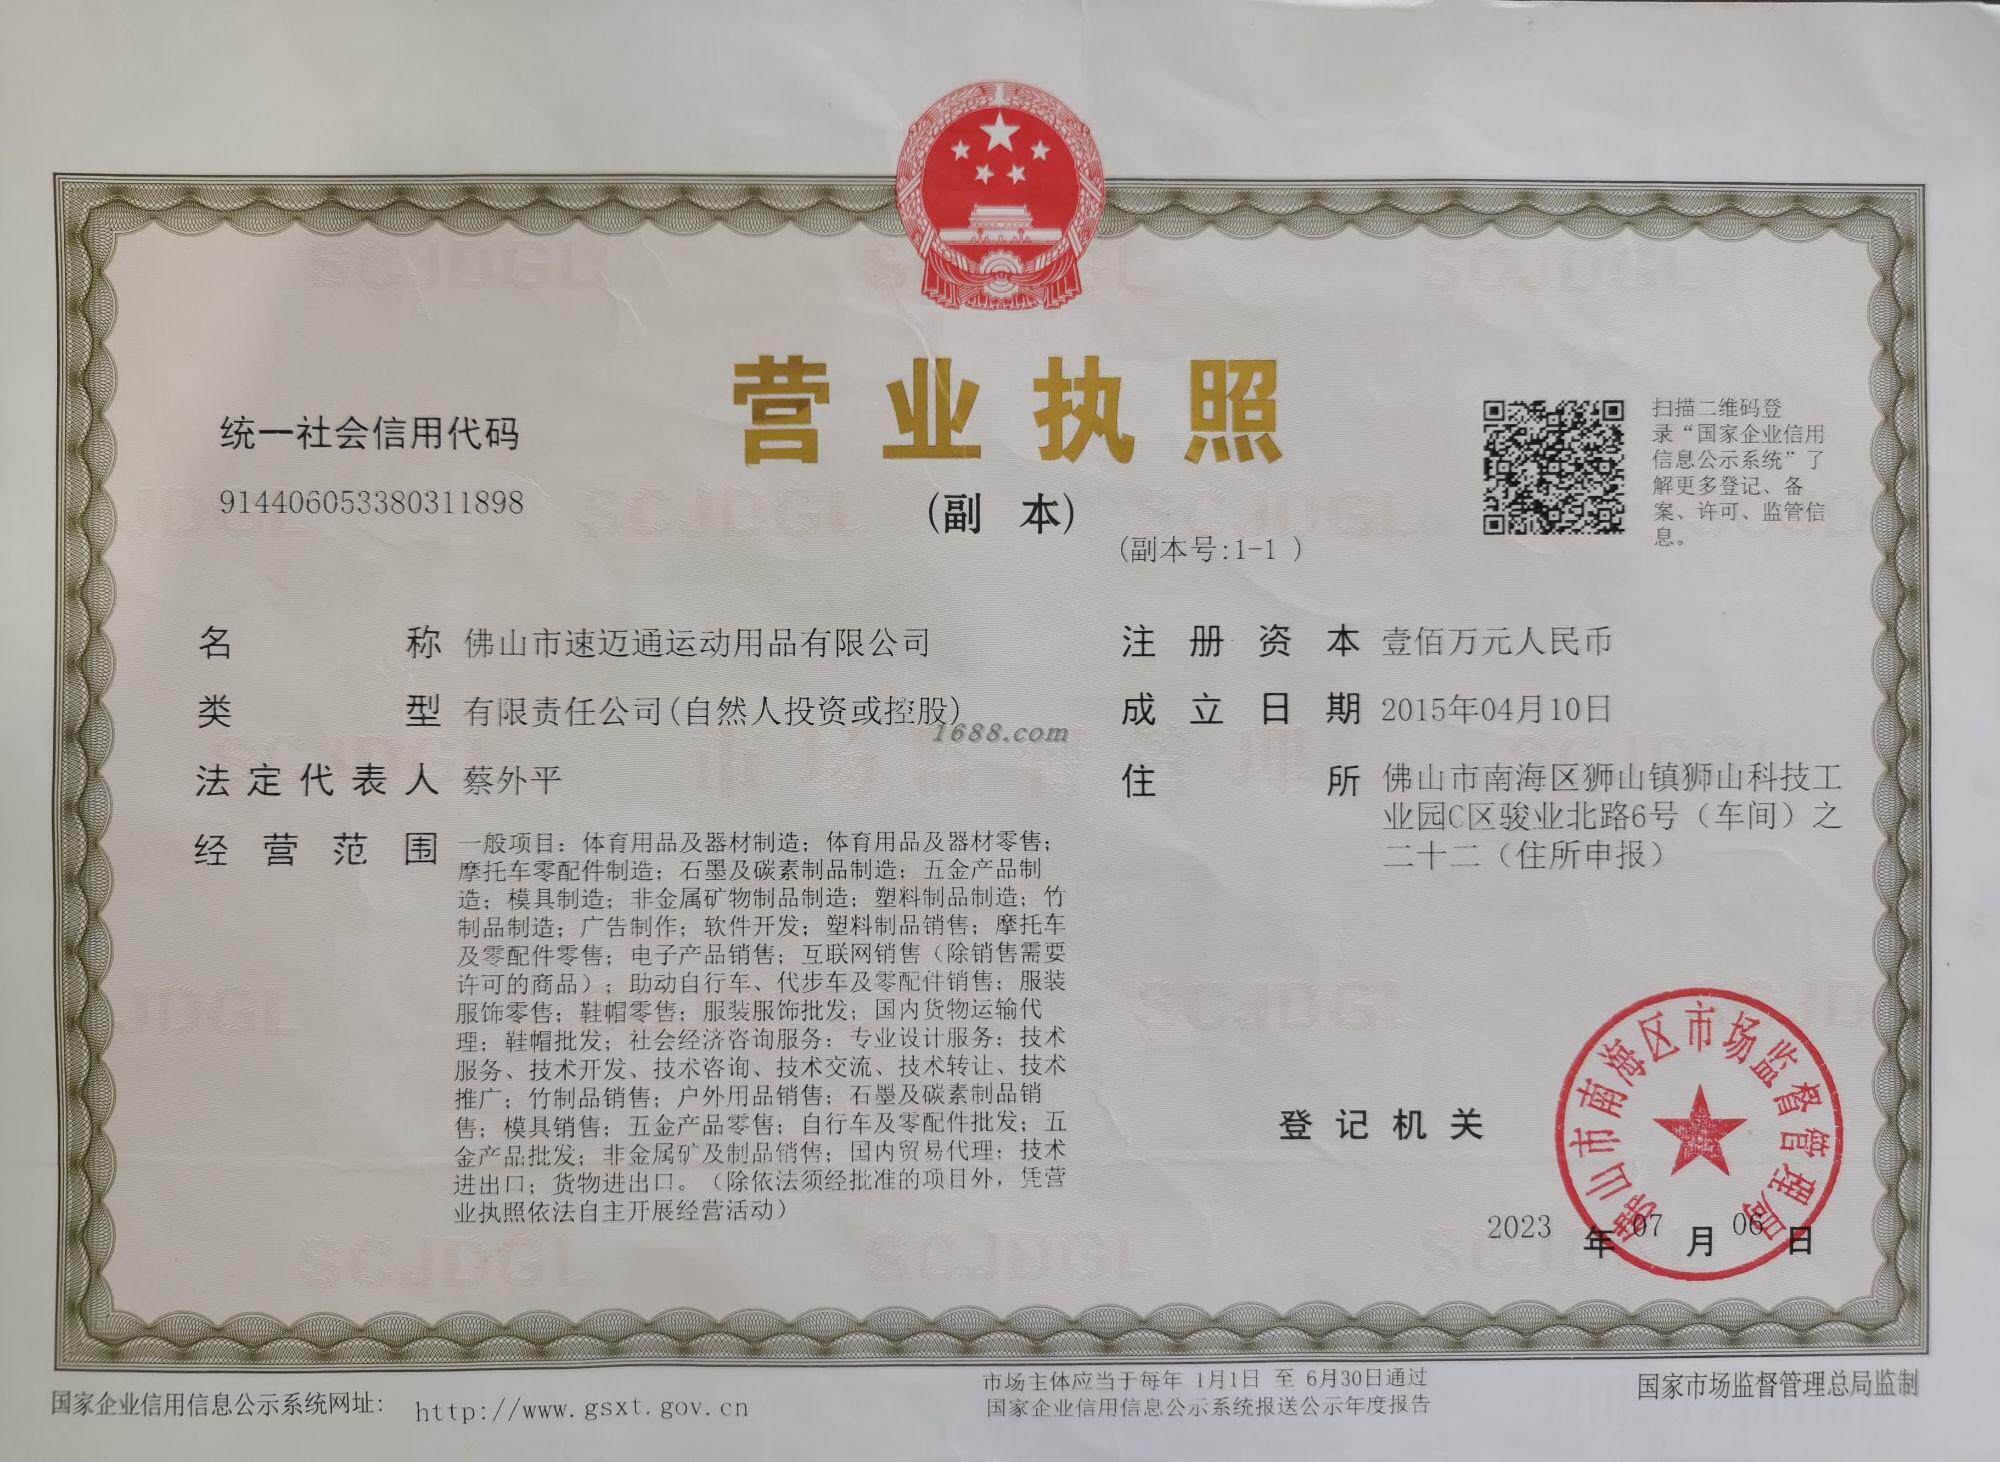 营业执照
(副 本)
(副本号:1-1 )
统一社会信用代码
914406053380311898
扫描二维码登
录“国家企业信用
信息公示系统”了
解更多登记、备
案、许可、监管信
息。
名 称 佛山市速迈通运动用品有限公司
类 型 有限责任公司(自然人投资或控股)
法定代表人 蔡外平
经营范围 一般项目：体育用品及器材制造；体育用品及器材零售；
摩托车零配件制造；石墨及碳素制品制造；五金产品制
造；模具制造；非金属矿物制品制造；塑料制品制造；竹
制品制造；广告制作；软件开发；塑料制品销售；摩托车
及零配件零售；电子产品销售；互联网销售（除销售需要
许可的商品）；助动自行车、代步车及零配件销售；服装
服饰零售；鞋帽零售；服装服饰批发；国内货物运输代
理；鞋帽批发；社会经济咨询服务；专业设计服务；技术
服务、技术开发、技术咨询、技术交流、技术转让、技术
推广；竹制品销售；户外用品销售；石墨及碳素制品销
售；模具销售；五金产品零售；自行车及零配件批发；五
金产品批发；非金属矿及制品销售；国内贸易代理；技术
进出口；货物进出口。（除依法须经批准的项目外，凭营
业执照依法自主开展经营活动）
注册资本 壹佰万元人民币
成立日期 2015年04月10日
住 所 佛山市南海区狮山镇狮山科技工
业园C区骏业北路6号（车间）之
二十二（住所申报）
1688.com
登记机关
佛山市南海区市场监督管理局
2023 年 07 月 06 日
国家企业信用信息公示系统网址：http://www.gsxt.gov.cn
市场主体应当于每年 1月1日 至 6月30日通过
国家企业信用信息公示系统报送公示年度报告
国家市场监督管理总局监制